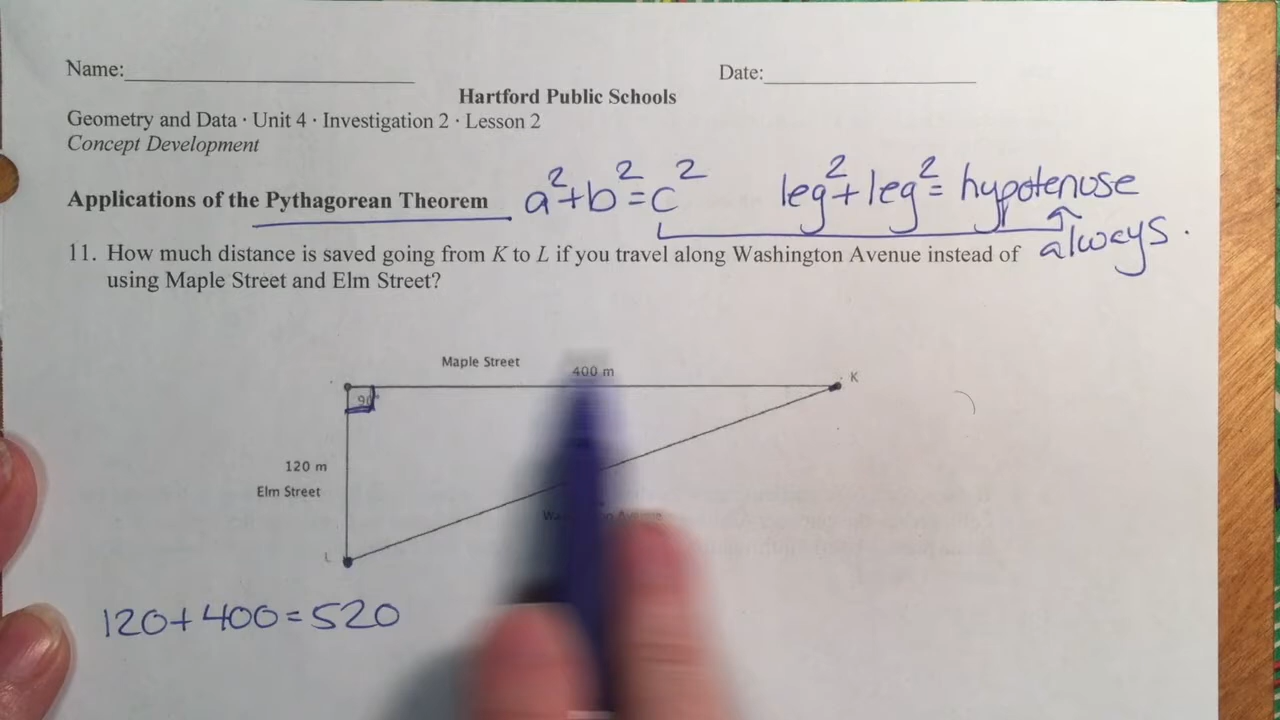 Name:
Date:
Hartford Public Schools
Geometry and Data · Unit 4 · Investigation 2 · Lesson 2
Concept Development
Applications of the Pythagorean Theorem a²+b²=c² leg²+leg²= hypotenuse
always.
11. How much distance is saved going from K to L if you travel along Washington Avenue instead of
using Maple Street and Elm Street?
Maple Street
400 m
K
90°
120 m
Elm Street
L
120+400=520